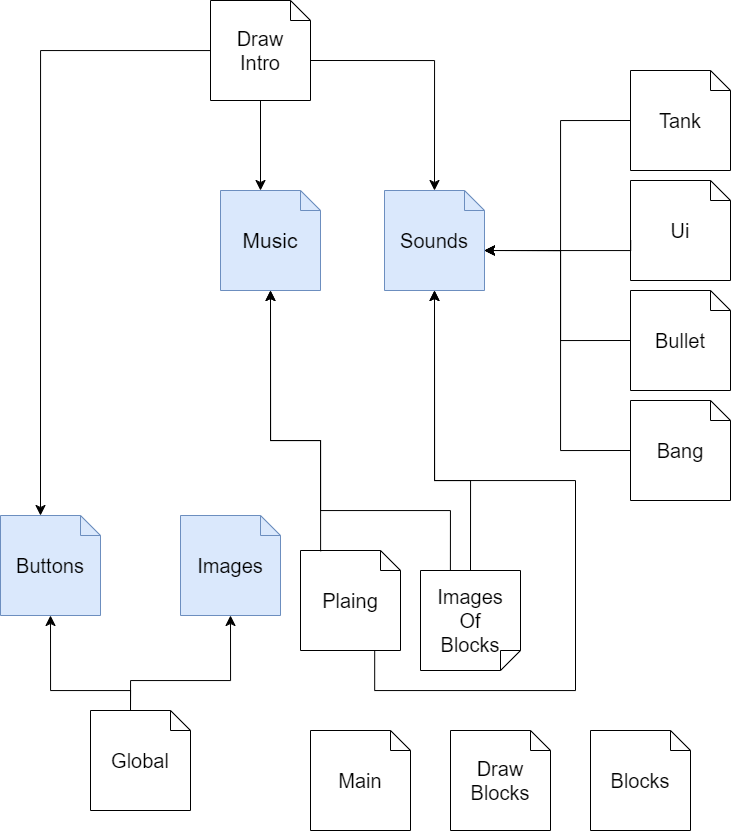 Draw
Intro
Tank
Music
Sounds
Ui
Bullet
Bang
Buttons
Images
Plaing
Images
Of
Blocks
Global
Main
Draw
Blocks
Blocks